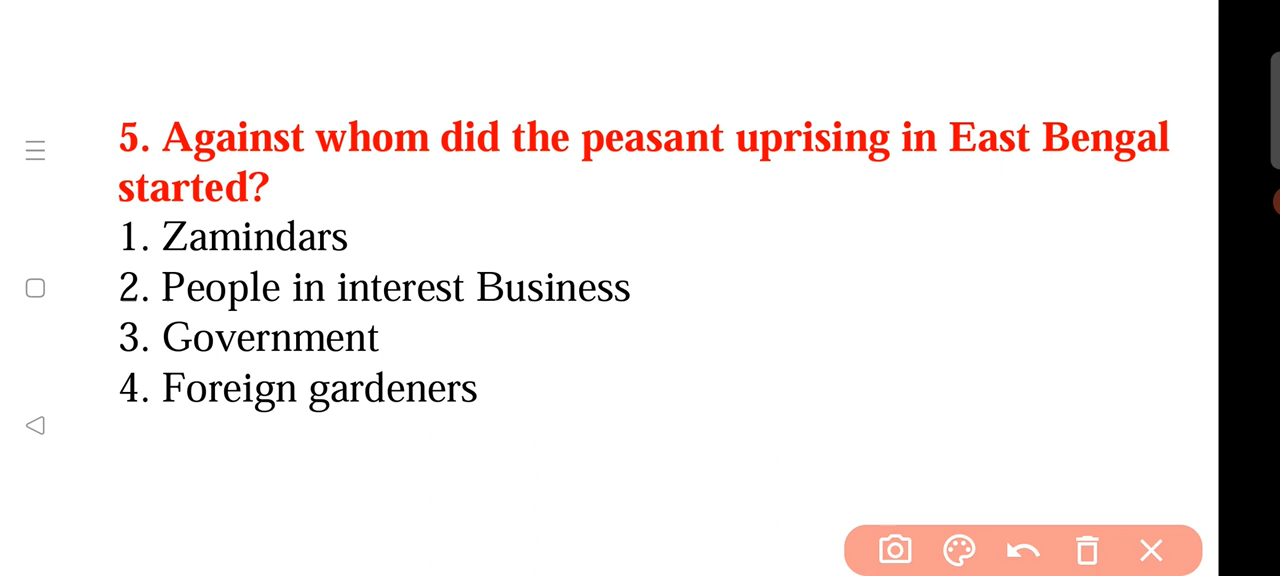 5. Against whom did the peasant uprising in East Bengal
started?
1. Zamindars
2. People in interest Business
3. Government
4. Foreign gardeners